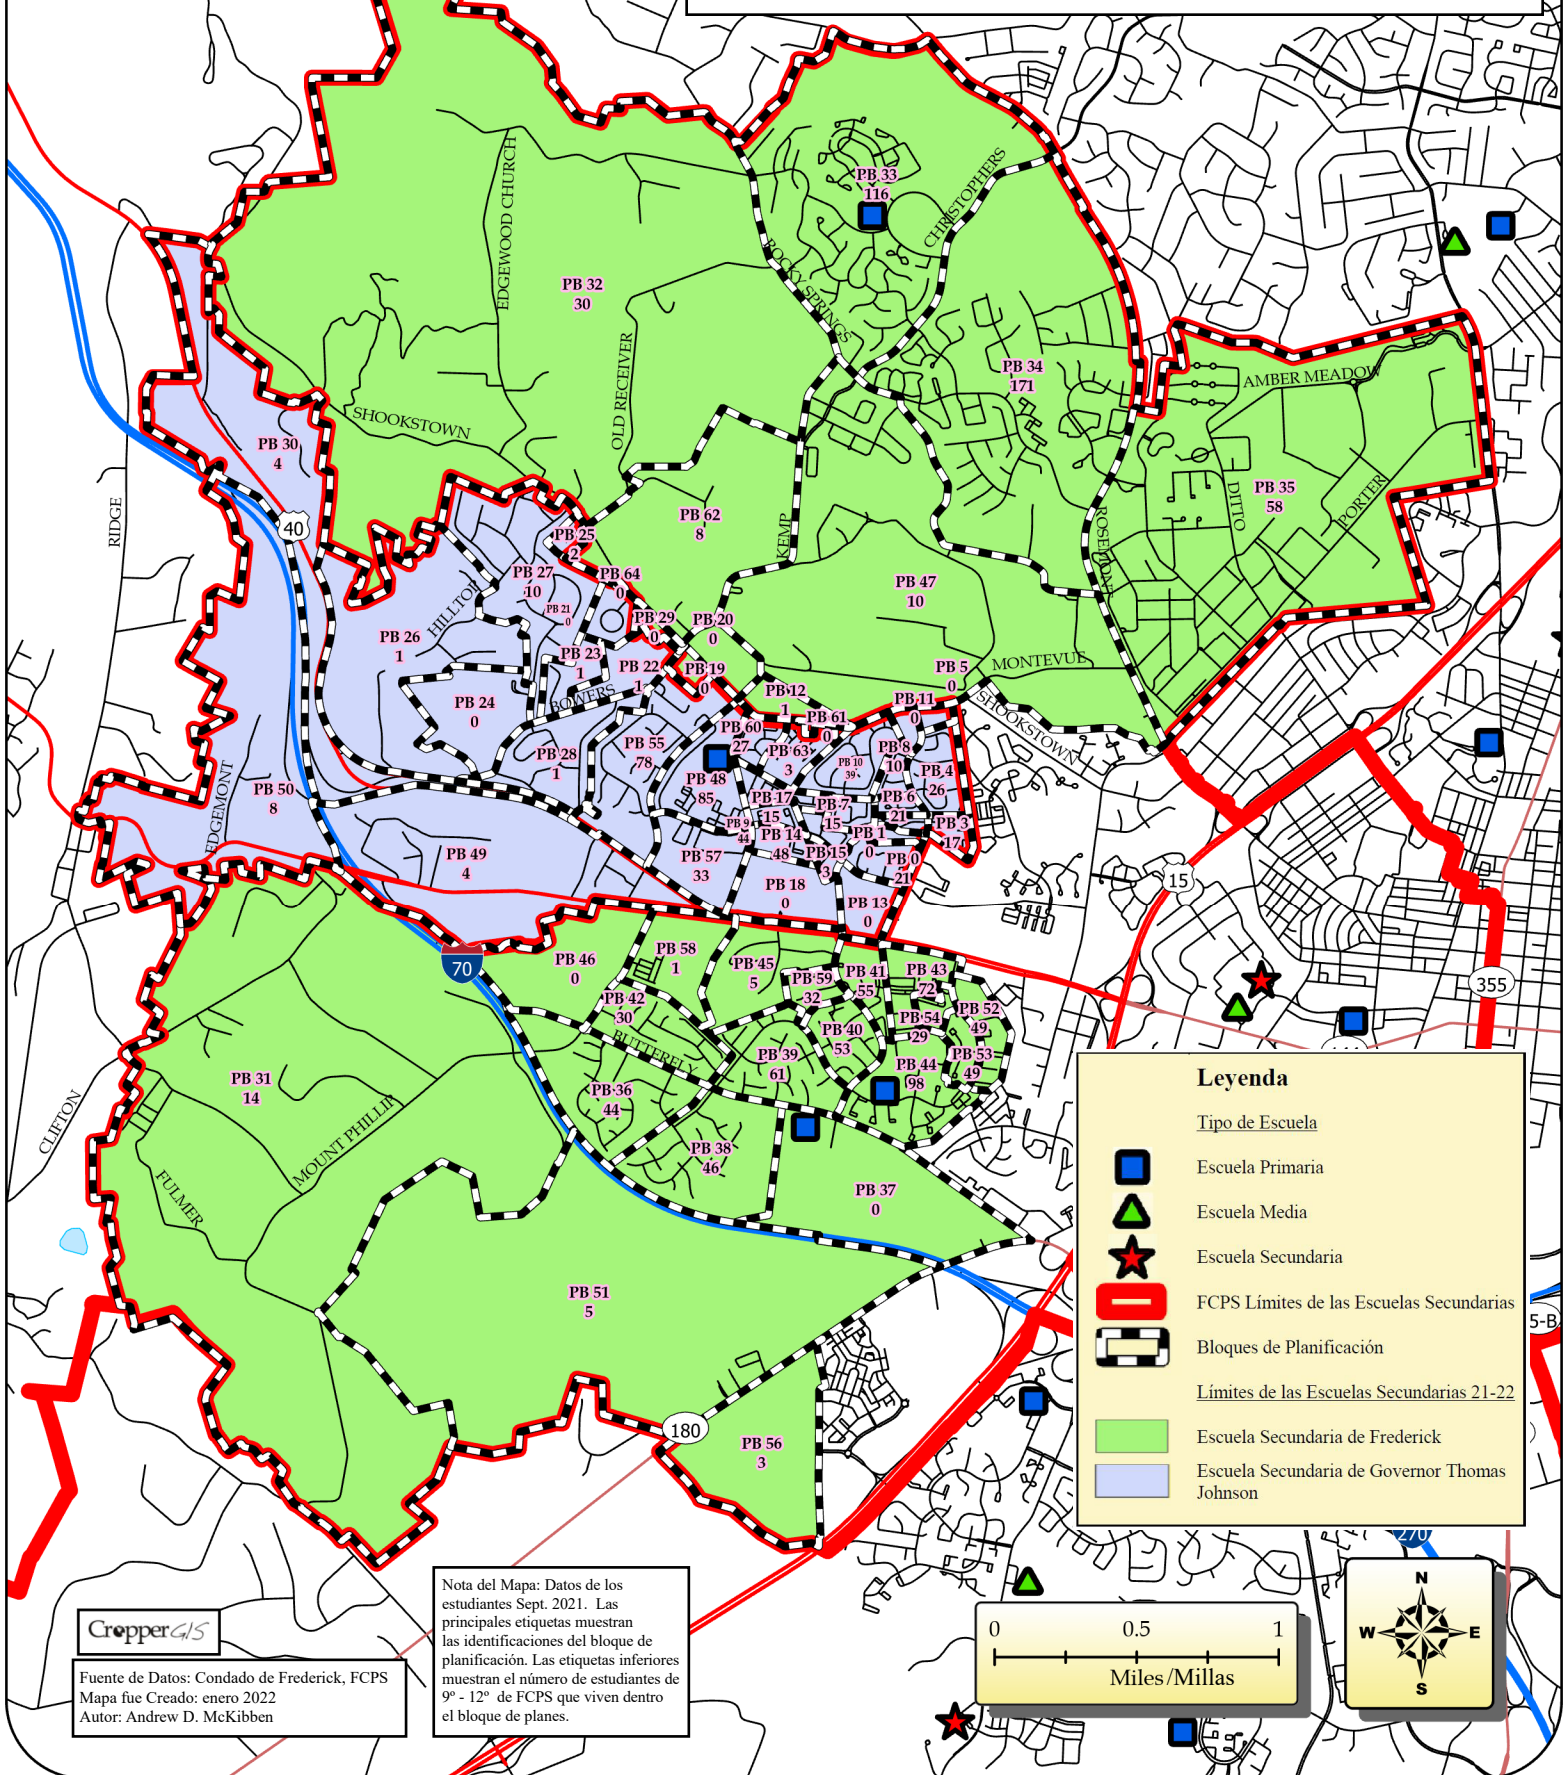 PB 33
116
CHRISTOPHERS
EDGEWOOD CHURCH
ROCKY SPRINGS
PB 32
30
OLD RECEIVER
PB 34
171
AMBER MEADOW
SHOOKSTOWN
PB 30
4
DITTO
PB 35
58
PORTER
RIDGE
40
PB 62
8
KEMP
ROSEMONT
PB 25
2
PB 27
10
PB 64
0
PB 47
10
HILLTOP
PB 21
0
PB 29
0
PB 20
0
PB 26
1
PB 23
1
PB 22
1
PB 19
0
PB 5
0
MONTEVUE
BOWERS
PB 12
1
PB 11
0
SHOOKSTOWN
PB 24
0
PB 61
0
PB 60
27
PB 55
78
PB 28
1
PB 63
3
PB 10
39
PB 8
10
PB 4
26
PB 48
85
PB 50
8
EDGEMONT
PB 17
15
PB 7
15
PB 6
21
PB 9
44
PB 14
48
PB 1
0
PB 3
17
PB 49
4
PB 57
33
PB 15
3
PB 0
21
PB 18
0
PB 13
0
15
70
PB 46
0
PB 58
1
PB 45
5
PB 59
32
PB 41
55
PB 43
72
355
PB 42
30
PB 40
53
PB 54
29
PB 52
49
BUTTERFLY
PB 39
61
PB 44
98
PB 53
49
PB 31
14
PB 36
44
CLIFTON
MOUNT PHILLIP
FULMER
PB 38
46
PB 37
0
PB 51
5
180
PB 56
3
5-B
Leyenda
Tipo de Escuela
Escuela Primaria
Escuela Media
Escuela Secundaria
FCPS Límites de las Escuelas Secundarias
Bloques de Planificación
Límites de las Escuelas Secundarias 21-22
Escuela Secundaria de Frederick
Escuela Secundaria de Governor Thomas
Johnson
270
CropperGIS
Fuente de Datos: Condado de Frederick, FCPS
Mapa fue Creado: enero 2022
Autor: Andrew D. McKibben
Nota del Mapa: Datos de los
estudiantes Sept. 2021. Las
principales etiquetas muestran
las identificaciones del bloque de
planificación. Las etiquetas inferiores
muestran el número de estudiantes de
9º - 12º de FCPS que viven dentro
el bloque de planes.
0 0.5 1
Miles/Millas
N
W E
S